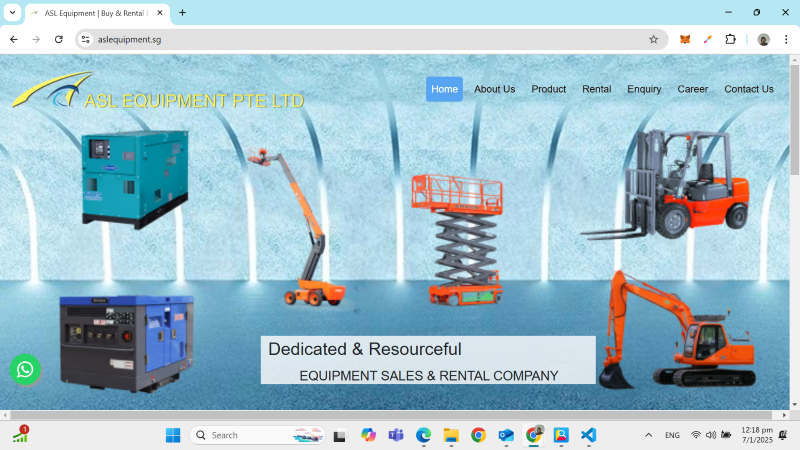 ASL Equipment | Buy & Rental
aslequipment.sg
ASL EQUIPMENT PTE LTD
Home About Us Product Rental Enquiry Career Contact Us
Dedicated & Resourceful
EQUIPMENT SALES & RENTAL COMPANY
1
Search
ENG
12:18 pm
7/1/2025